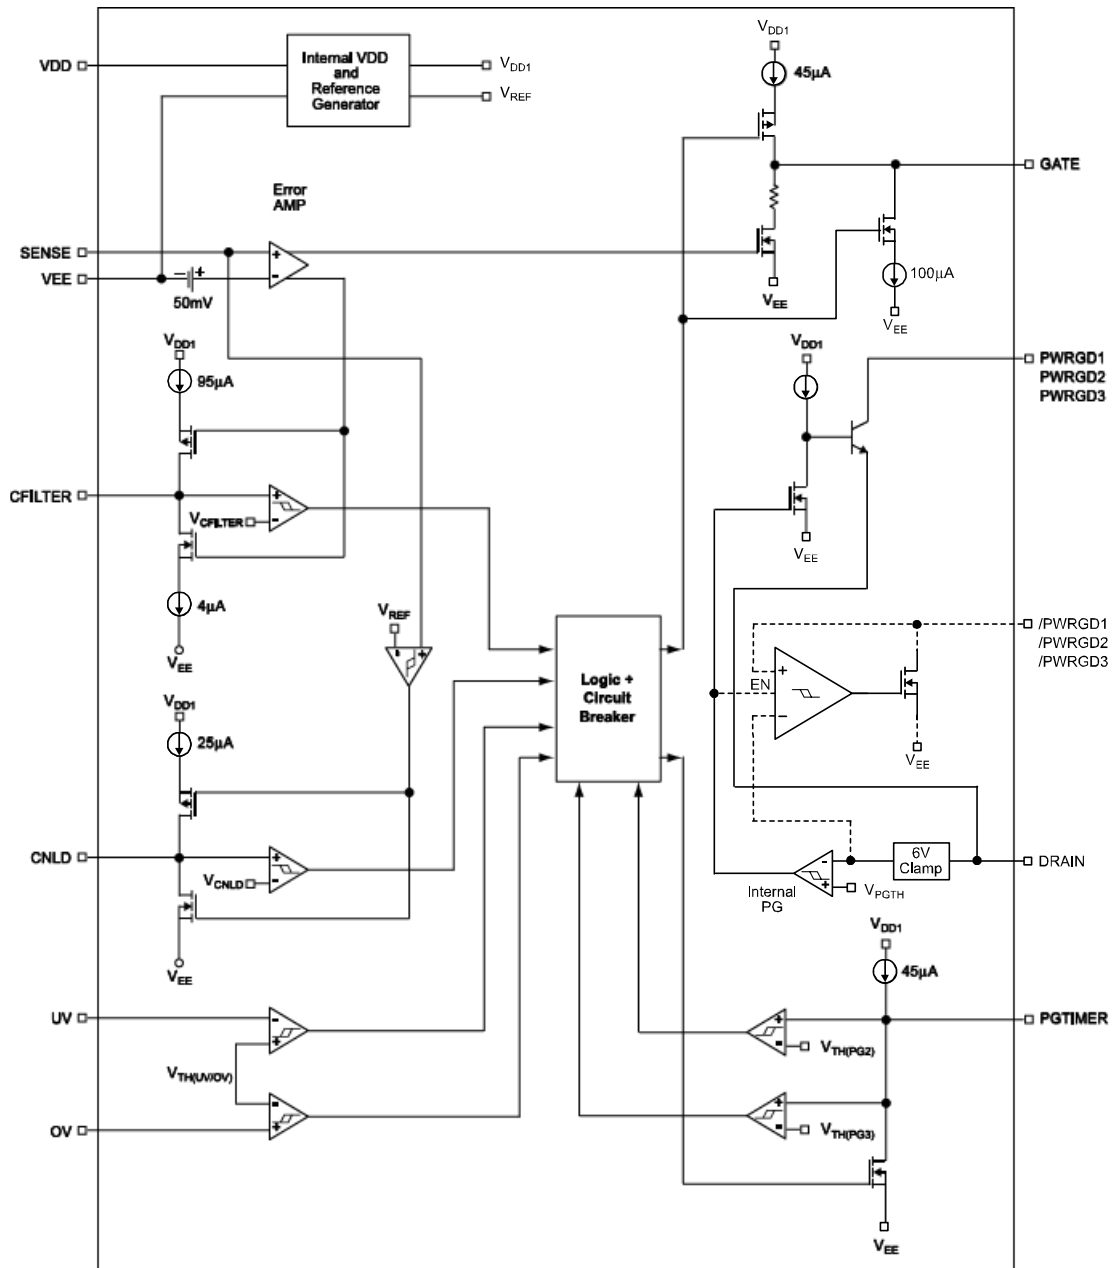 VDD
Internal VDD
and
Reference
Generator
VDD1
VREF
VDD1
45µA
GATE
Error
AMP
SENSE
+
VEE
− +
-
50mV
VEE
100µA
VEE
VDD1
95µA
VDD1
PWRGD1
PWRGD2
PWRGD3
CFILTER
+
VCFILTER
-
VEE
4µA
VEE
VREF
- +
Logic +
Circuit
Breaker
+
EN
−
/PWRGD1
/PWRGD2
/PWRGD3
VEE
VDD1
25µA
CNLD
+
VCNLD
-
VEE
-
+
Internal
PG
VPGTH
6V
Clamp
DRAIN
VDD1
45µA
UV
-
+
VTH(UV/OV)
-
+
OV
+
-
VTH(PG2)
PGTIMER
+
-
VTH(PG3)
VEE